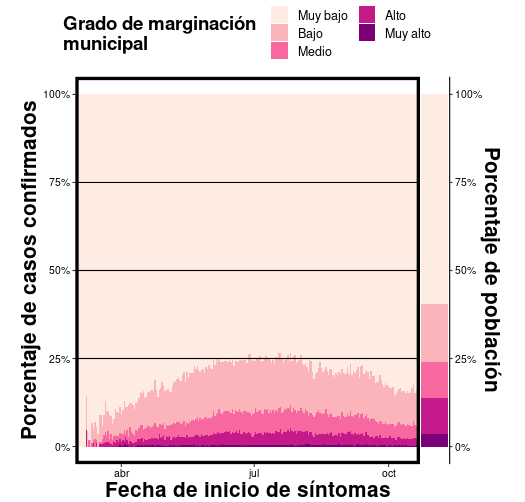 Grado de marginación
municipal
Muy bajo
Bajo
Medio
Alto
Muy alto
Porcentaje de casos confirmados
100%
75%
50%
25%
0%
100%
75%
50%
25%
0%
Porcentaje de población
abr
jul
oct
Fecha de inicio de síntomas